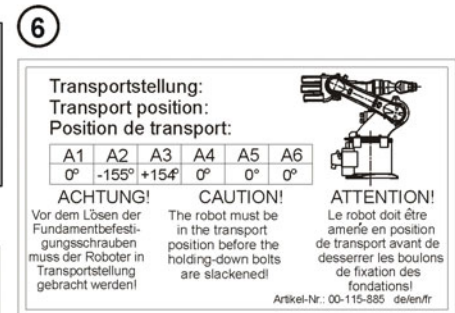 6
Transportstellung:
Transport position:
Position de transport:
A1 A2 A3 A4 A5 A6
0° -155° +154° 0° 0° 0°
ACHTUNG!
Vor dem Lösen der
Fundamentbefesti-
gungsschrauben
muss der Roboter in
Transportstellung
gebracht werden!
CAUTION!
The robot must be
in the transport
position before the
holding-down bolts
are slackened!
ATTENTION!
Le robot doit être
amenie en position
de transport avant de
desserrer les boulons
de fixation des
fondations!
Artikel-Nr.: 00-115-885 de/en/fr